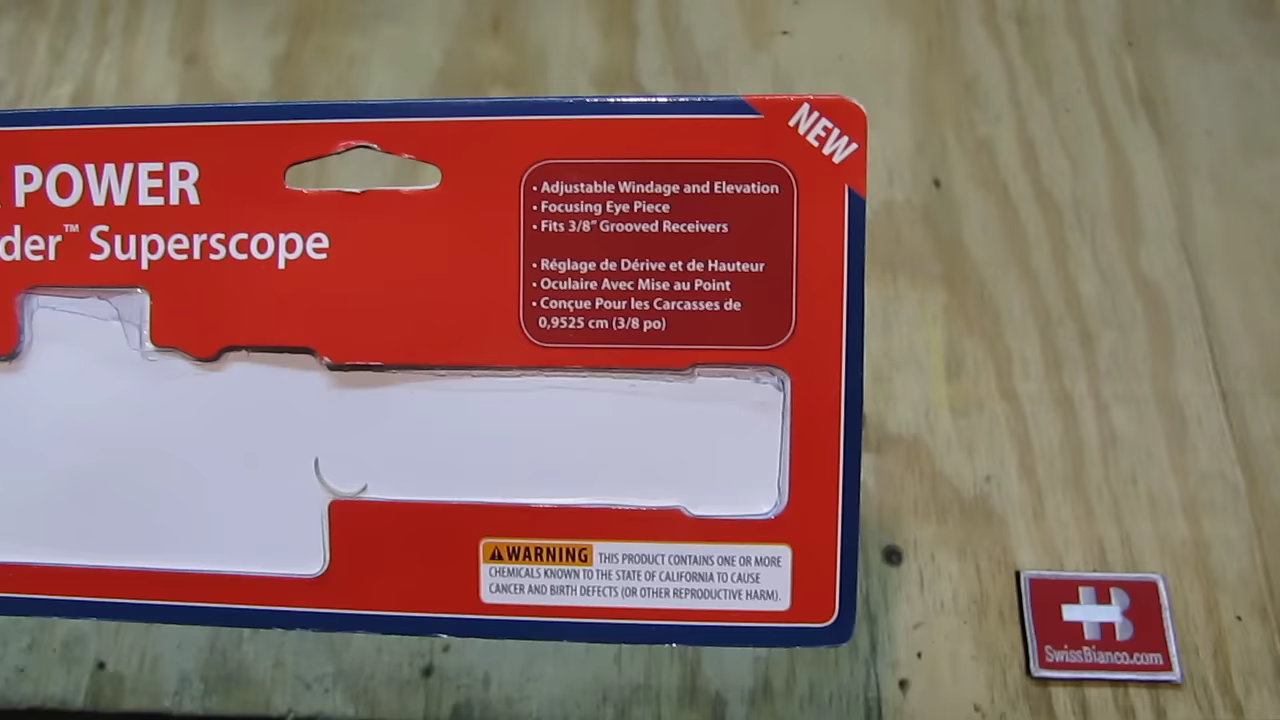 POWER
der™ Superscope
NEW
• Adjustable Windage and Elevation
• Focusing Eye Piece
• Fits 3/8" Grooved Receivers
• Réglage de Dérive et de Hauteur
• Oculaire Avec Mise au Point
• Conçue Pour les Carcasses de
0,9525 cm (3/8 po)
WARNING THIS PRODUCT CONTAINS ONE OR MORE
CHEMICALS KNOWN TO THE STATE OF CALIFORNIA TO CAUSE
CANCER AND BIRTH DEFECTS (OR OTHER REPRODUCTIVE HARM).
SwissBianco.com